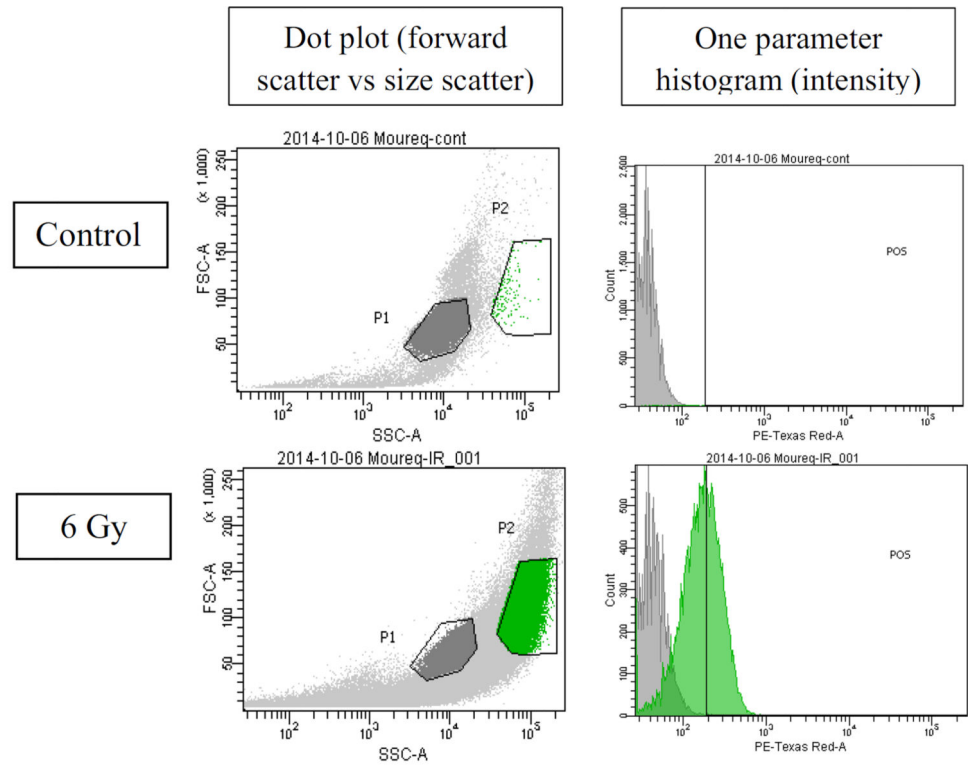 Dot plot (forward
scatter vs size scatter)
One parameter
histogram (intensity)
Control
2014-10-06 Moureq-cont
(x 1,000)
FSC-A
250
200
150
100
50
P1
P2
10² 10³ 10⁴ 10⁵
SSC-A
2014-10-06 Moureq-cont
Count
2,500
2,000
1,500
1,000
500
0
POS
10² 10³ 10⁴ 10⁵
PE-Texas Red-A
6 Gy
2014-10-06 Moureq-IR_001
(x 1,000)
FSC-A
250
200
150
100
50
P1
P2
10² 10³ 10⁴ 10⁵
SSC-A
2014-10-06 Moureq-IR_001
Count
500
400
300
200
100
0
POS
10² 10³ 10⁴ 10⁵
PE-Texas Red-A